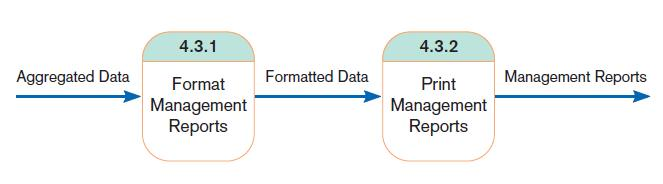 4.3.1
4.3.2
Aggregated Data
Format
Management
Reports
Formatted Data
Print
Management
Reports
Management Reports